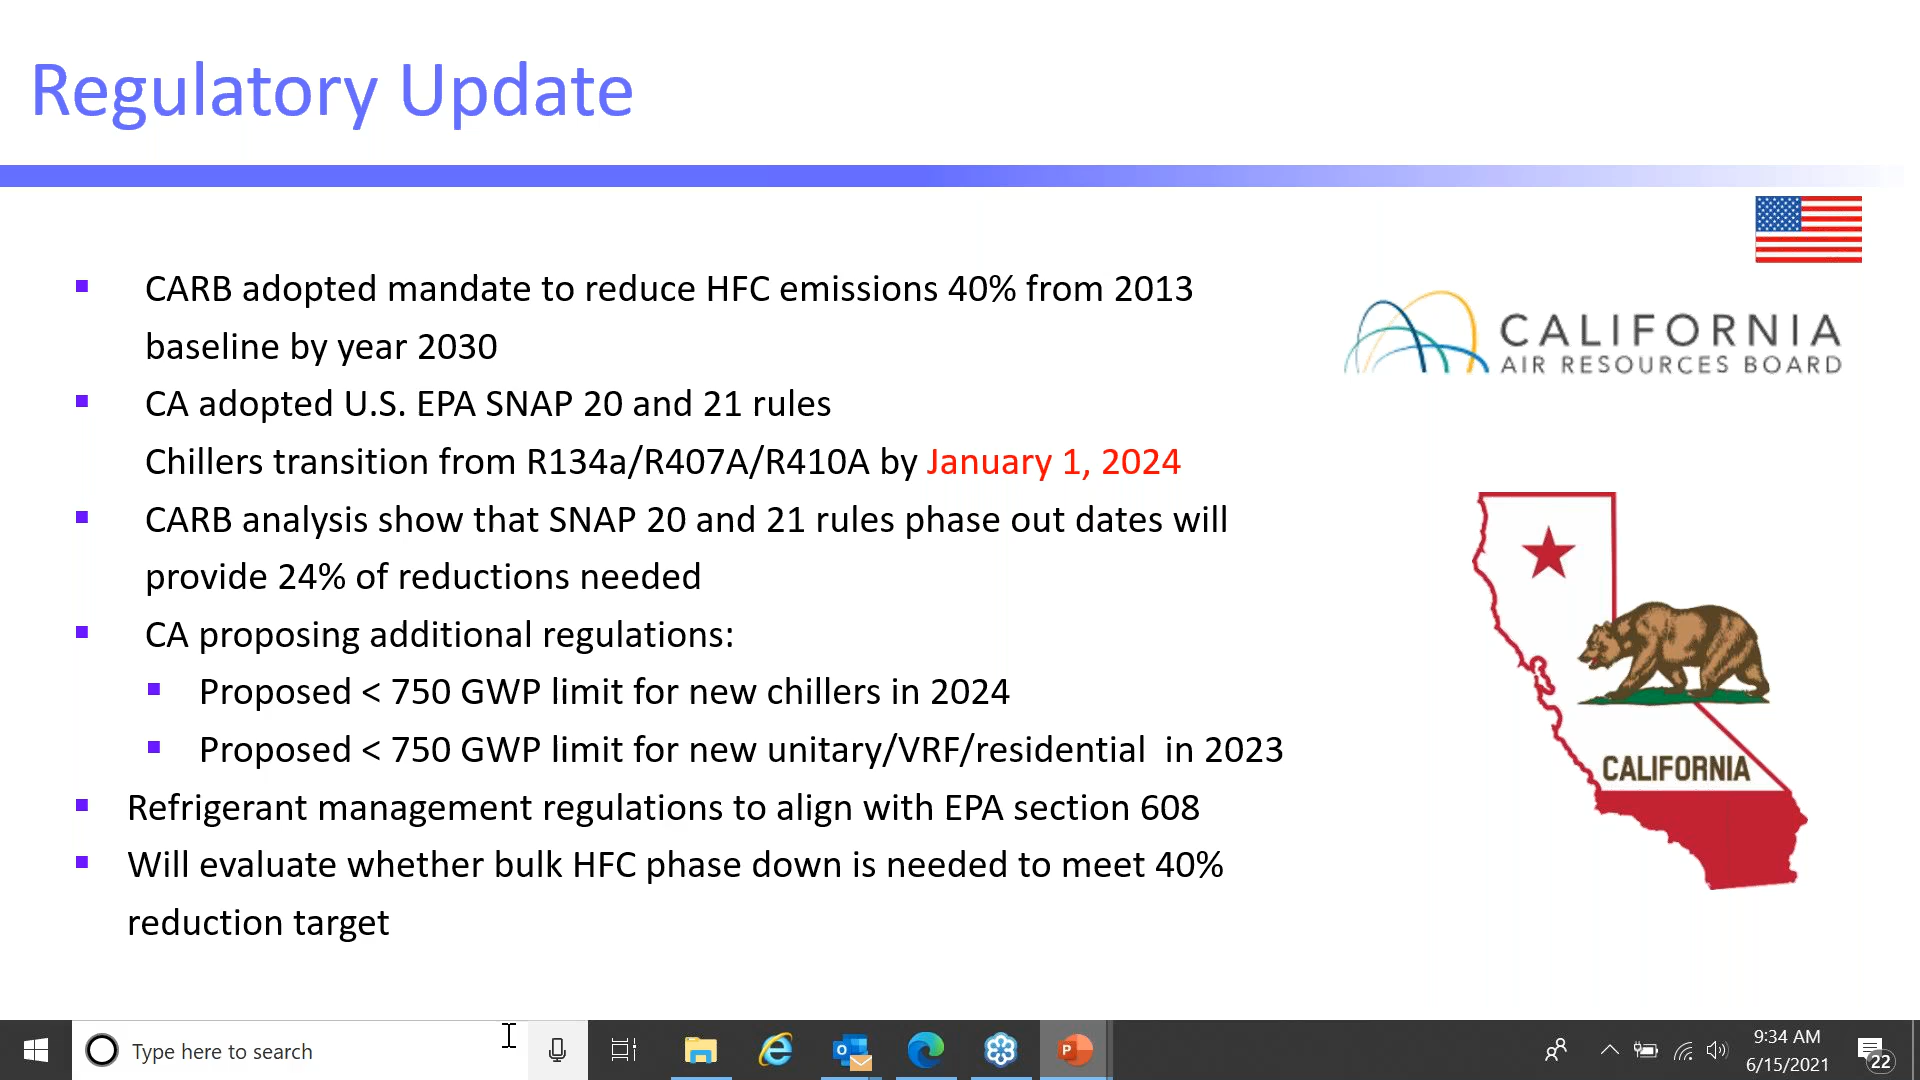 Regulatory Update
CARB adopted mandate to reduce HFC emissions 40% from 2013
baseline by year 2030
CA adopted U.S. EPA SNAP 20 and 21 rules
Chillers transition from R134a/R407A/R410A by January 1, 2024
CARB analysis show that SNAP 20 and 21 rules phase out dates will
provide 24% of reductions needed
CA proposing additional regulations:
Proposed < 750 GWP limit for new chillers in 2024
Proposed < 750 GWP limit for new unitary/VRF/residential in 2023
Refrigerant management regulations to align with EPA section 608
Will evaluate whether bulk HFC phase down is needed to meet 40%
reduction target
CALIFORNIA
AIR RESOURCES BOARD
CALIFORNIA
Type here to search
9:34 AM
6/15/2021
22